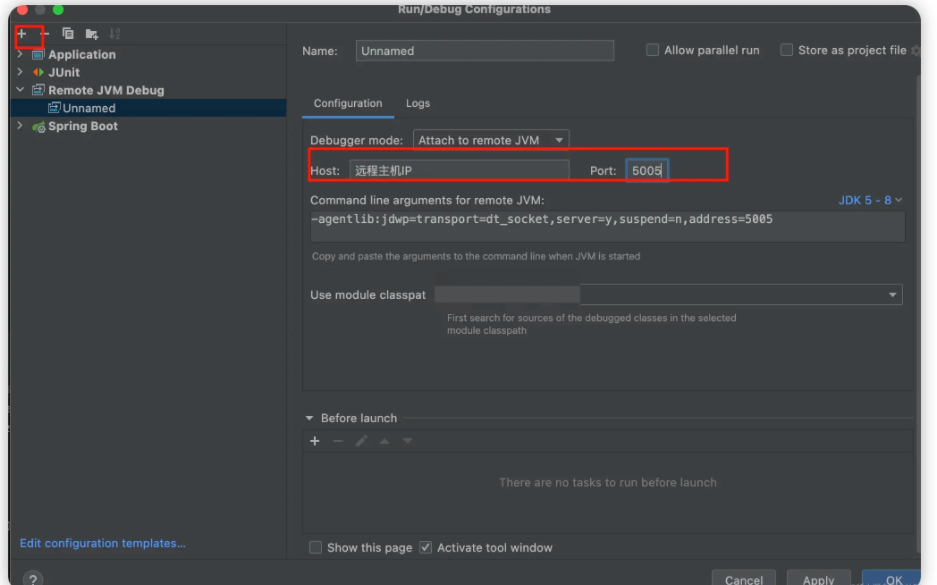 Run/Debug Configurations
Application
JUnit
Remote JVM Debug
Unnamed
Spring Boot
Edit configuration templates...
?
Name: Unnamed
Allow parallel run
Store as project file
Configuration
Logs
Debugger mode: Attach to remote JVM
Host: 远程主机IP Port: 5005
Command line arguments for remote JVM: JDK 5 - 8
-agentlib:jdwp=transport=dt_socket,server=y,suspend=n,address=5005
Copy and paste the arguments to the command line when JVM is started
Use module classpat
First search for sources of the debugged classes in the selected
module classpath
Before launch
There are no tasks to run before launch
Show this page
Activate tool window
Cancel
Apply
OK